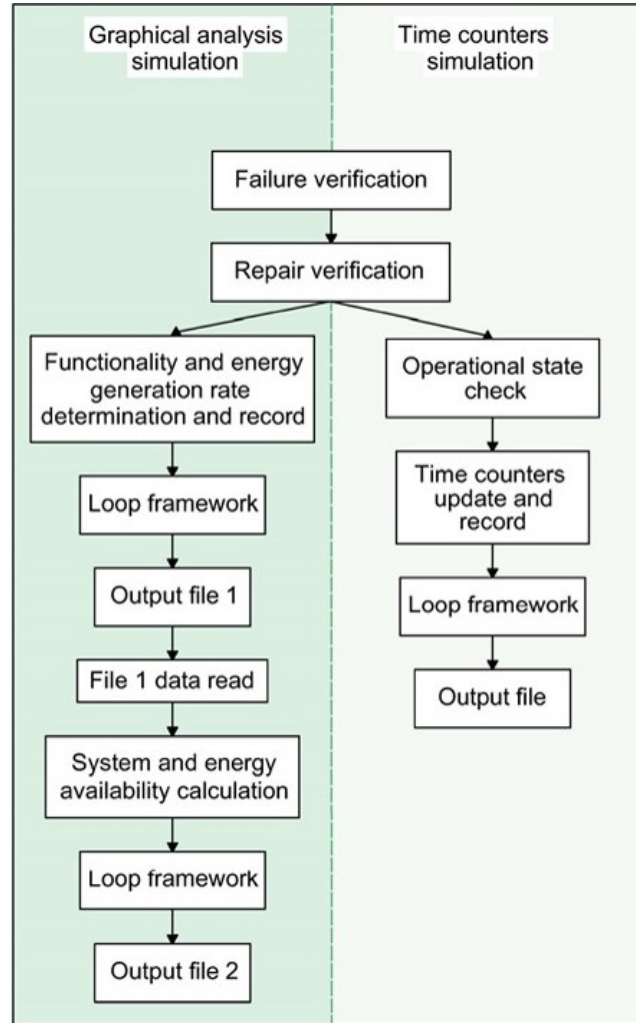 Graphical analysis
simulation
Time counters
simulation
Failure verification
Repair verification
Functionality and energy
generation rate
determination and record
Loop framework
Output file 1
File 1 data read
System and energy
availability calculation
Loop framework
Output file 2
Operational state
check
Time counters
update and
record
Loop framework
Output file